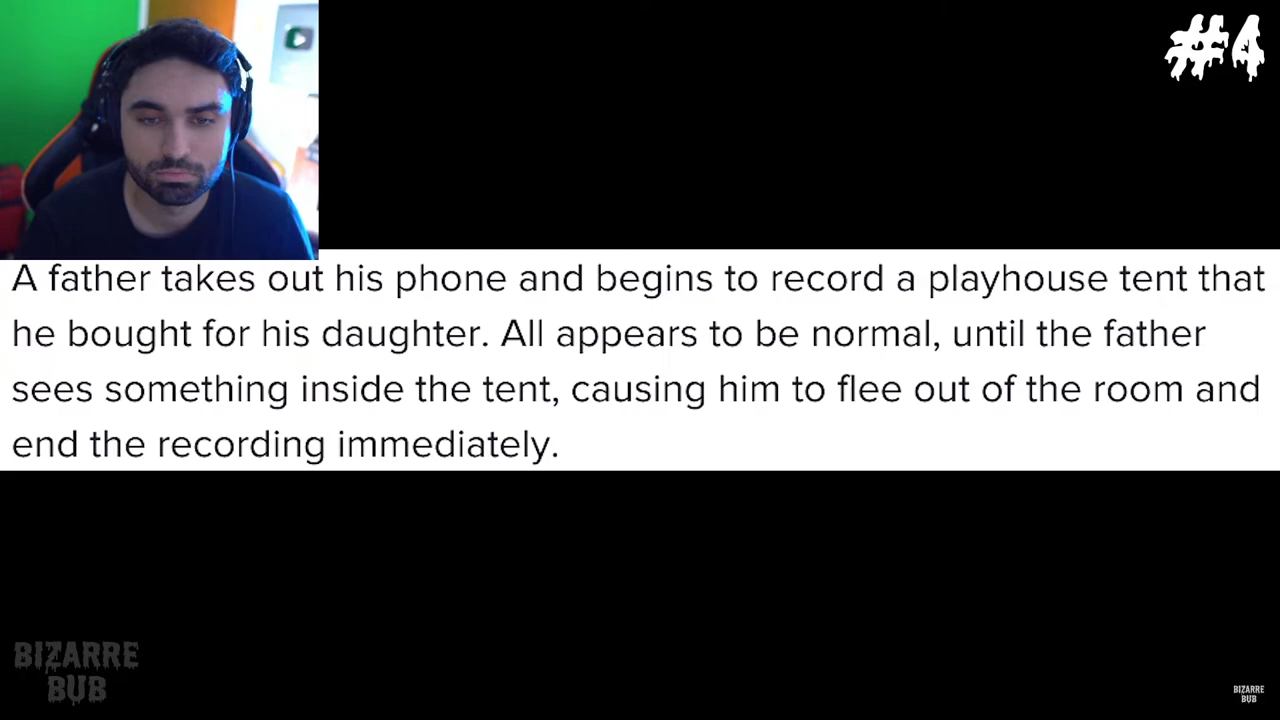 #4
A father takes out his phone and begins to record a playhouse tent that
he bought for his daughter. All appears to be normal, until the father
sees something inside the tent, causing him to flee out of the room and
end the recording immediately.
BIZARRE
BUB
BIZARRE
BUB